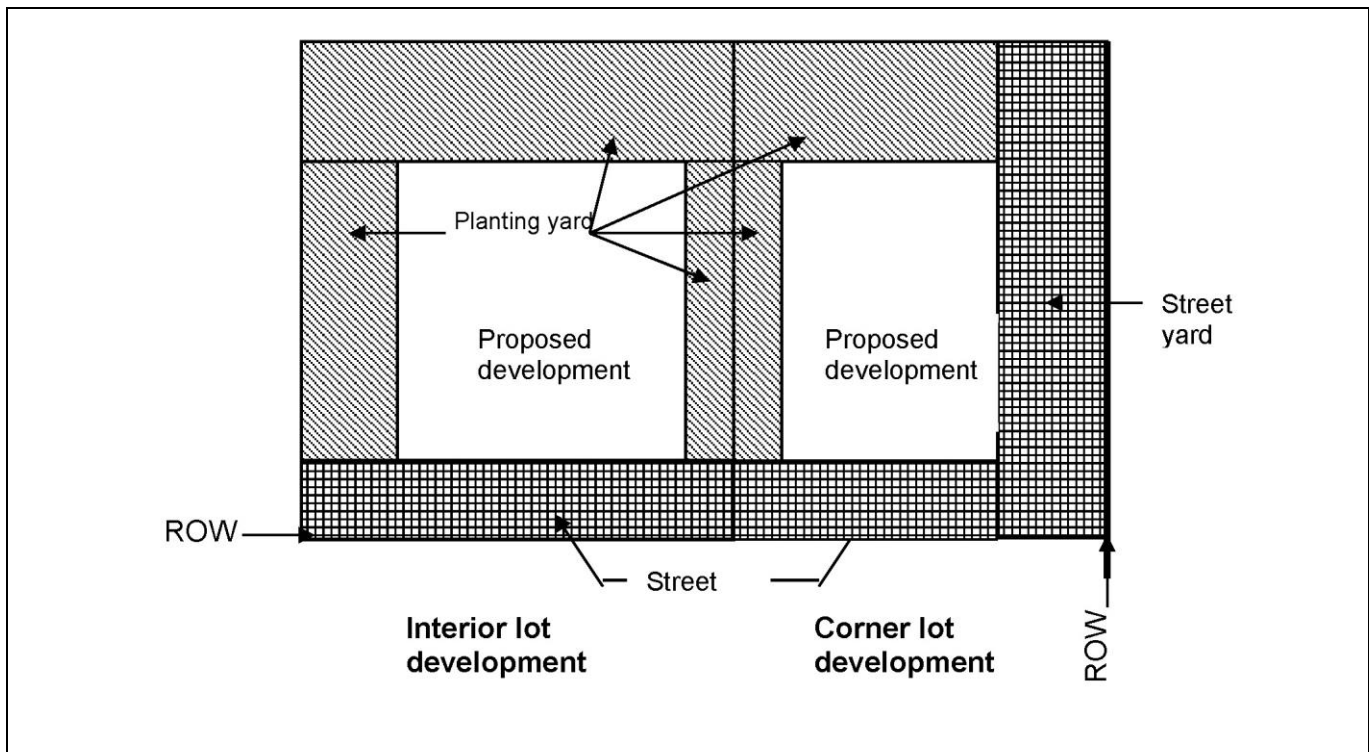 Planting yard
Proposed
development
Proposed
development
Street
yard
ROW
Street
Interior lot
development
Corner lot
development
ROW